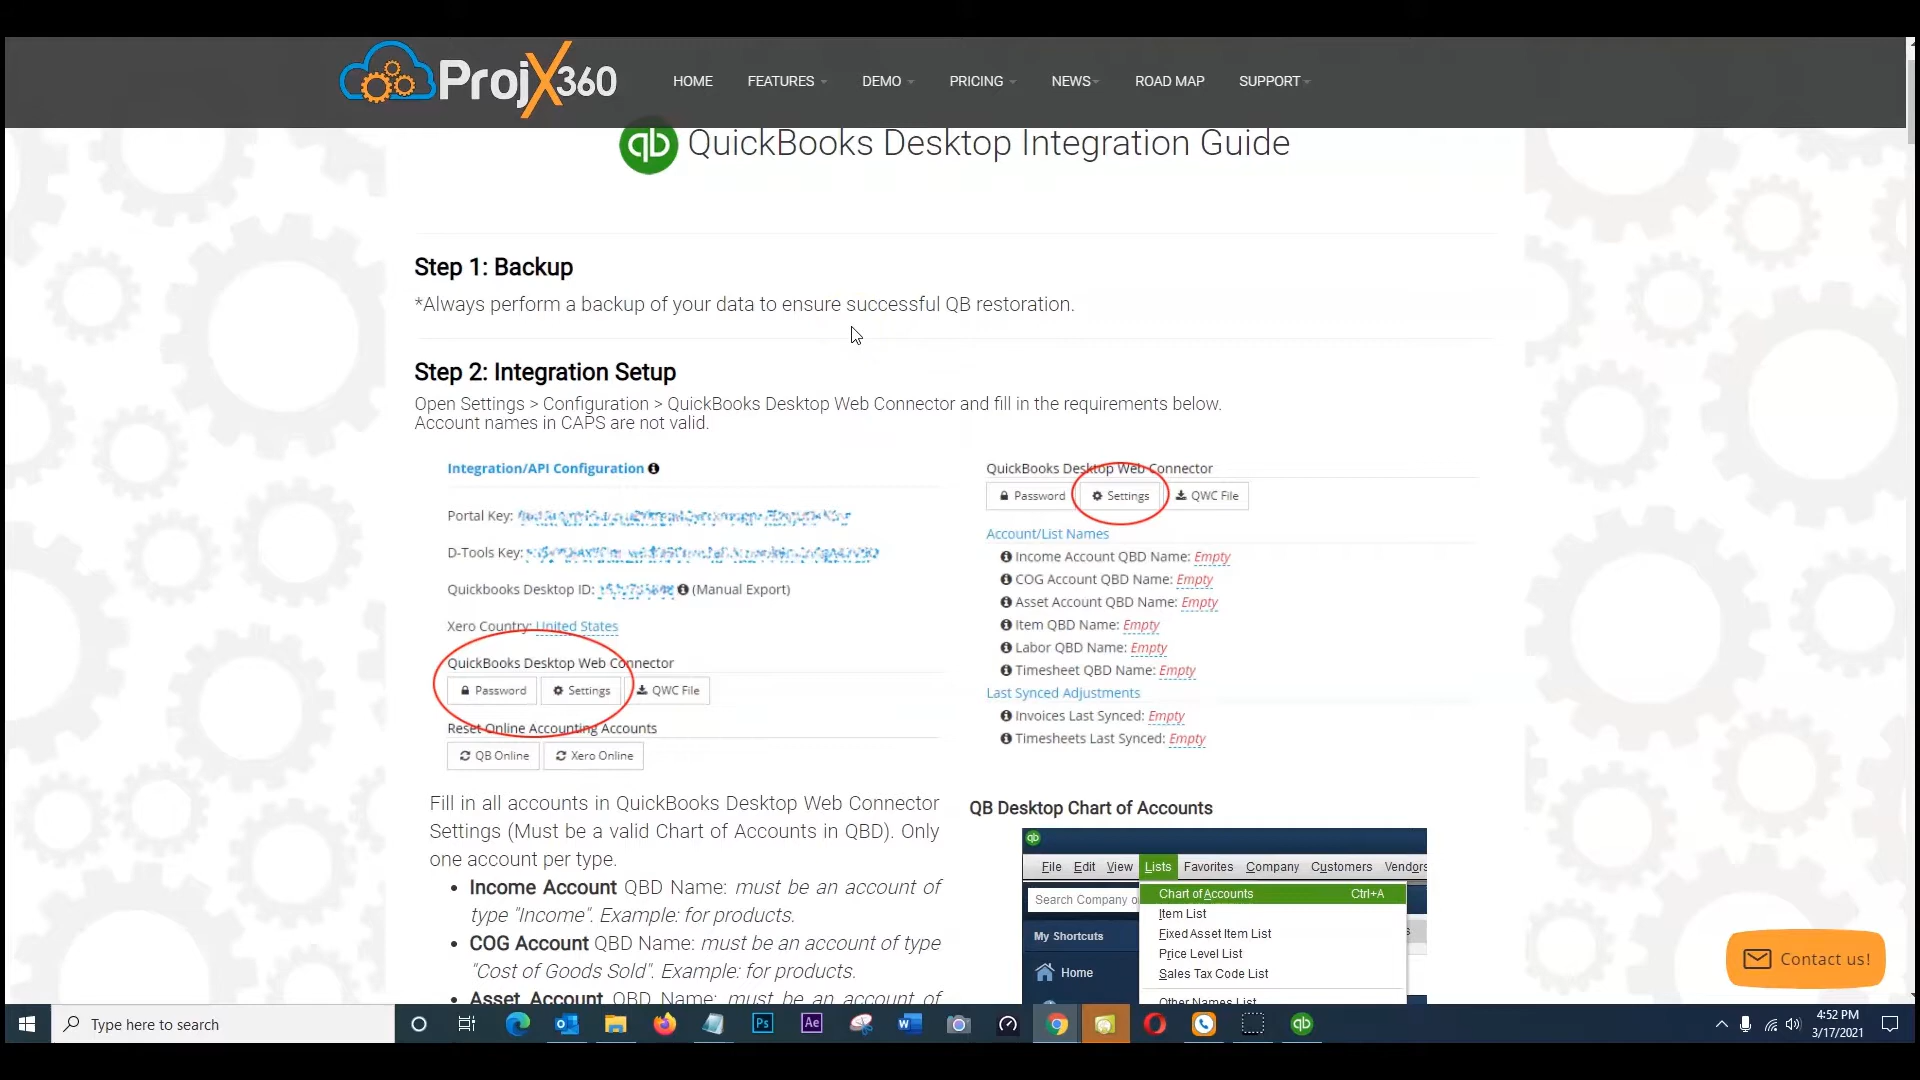 ProjX360
HOME FEATURES DEMO PRICING NEWS ROAD MAP SUPPORT
qb QuickBooks Desktop Integration Guide
Step 1: Backup
*Always perform a backup of your data to ensure successful QB restoration.
Step 2: Integration Setup
Open Settings > Configuration > QuickBooks Desktop Web Connector and fill in the requirements below.
Account names in CAPS are not valid.
Integration/API Configuration
Portal Key:
D-Tools Key:
Quickbooks Desktop ID: (Manual Export)
Xero Country: United States
QuickBooks Desktop Web Connector
Password Settings QWC File
Reset Online Accounting Accounts
QB Online Xero Online
QuickBooks Desktop Web Connector
Password Settings QWC File
Account/List Names
Income Account QBD Name: Empty
COG Account QBD Name: Empty
Asset Account QBD Name: Empty
Item QBD Name: Empty
Labor QBD Name: Empty
Timesheet QBD Name: Empty
Last Synced Adjustments
Invoices Last Synced: Empty
Timesheets Last Synced: Empty
Fill in all accounts in QuickBooks Desktop Web Connector
Settings (Must be a valid Chart of Accounts in QBD). Only
one account per type.
• Income Account QBD Name: must be an account of
type "Income". Example: for products.
• COG Account QBD Name: must be an account of type
"Cost of Goods Sold". Example: for products.
• Asset Account QBD Name: must be an account of
QB Desktop Chart of Accounts
qb
File Edit View Lists Favorites Company Customers Vendors
Search Company o
Chart of Accounts Ctrl+A
Item List
Fixed Asset Item List
Price Level List
Sales Tax Code List
Other Names List
My Shortcuts
Home
Contact us!
Type here to search
Ps
Ae
qb
4:52 PM
3/17/2021